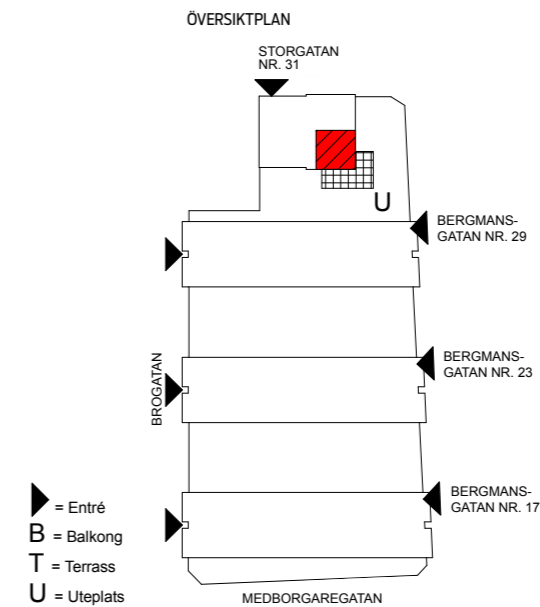 ÖVERSIKTPLAN
STORGATAN
NR. 31
U
BERGMANS-
GATAN NR. 29
BROGATAN
BERGMANS-
GATAN NR. 23
BERGMANS-
GATAN NR. 17
= Entré
B = Balkong
T = Terrass
U = Uteplats
MEDBORGAREGATAN